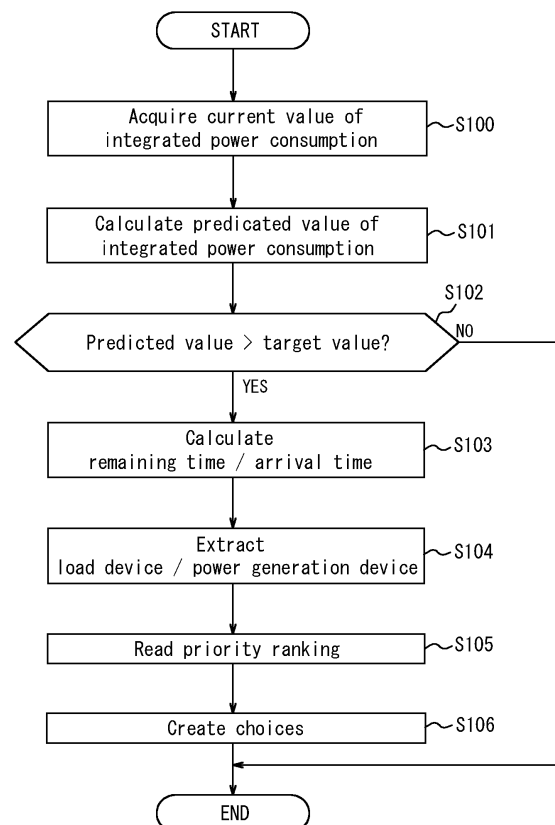 START
Acquire current value of
integrated power consumption
S100
Calculate predicated value of
integrated power consumption
S101
S102
Predicted value > target value?
NO
YES
Calculate
remaining time / arrival time
S103
Extract
load device / power generation device
S104
Read priority ranking
S105
Create choices
S106
END